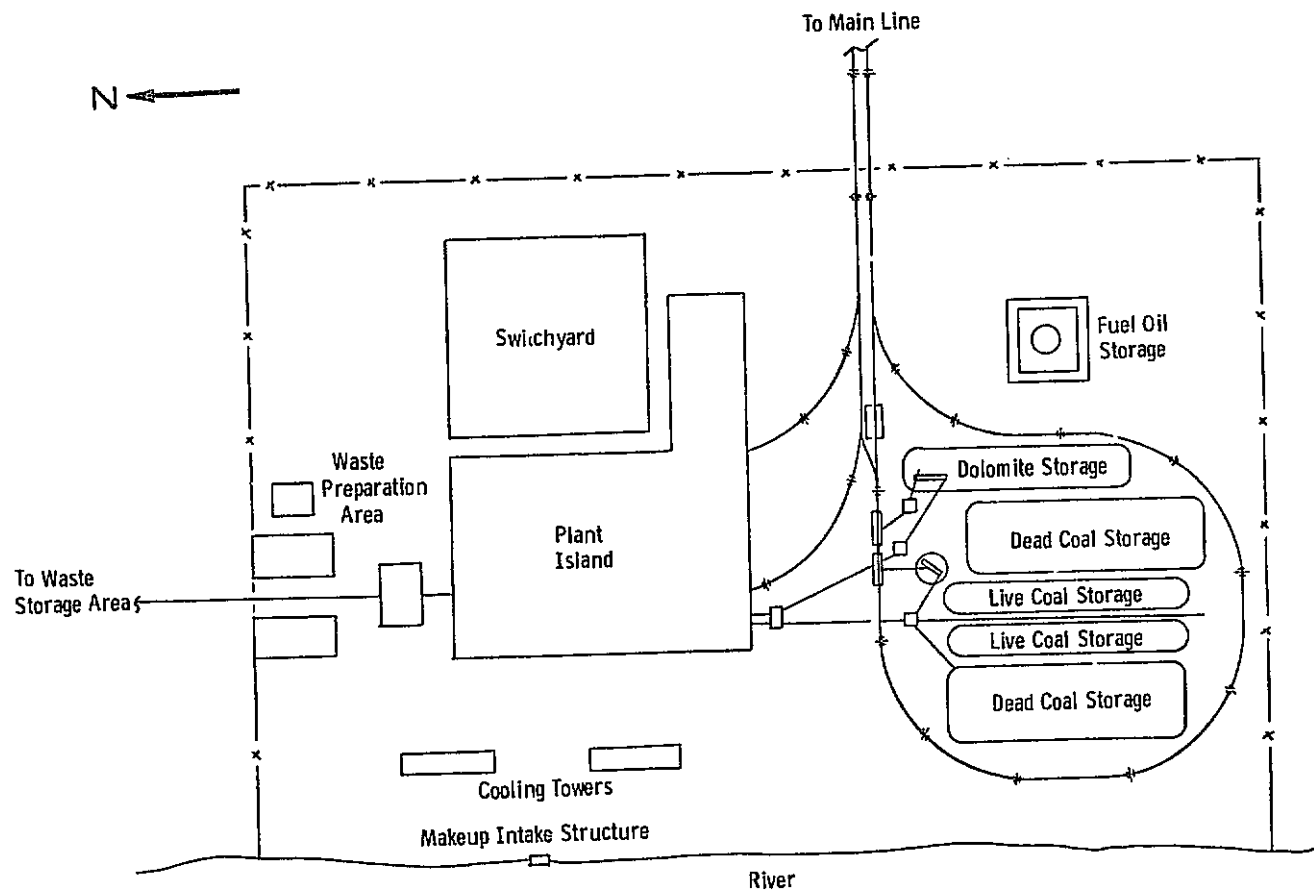 To Main Line
N
Switchyard
Fuel Oil
Storage
Waste
Preparation
Area
Dolomite Storage
Plant
Island
Dead Coal Storage
To Waste
Storage Area
Live Coal Storage
Live Coal Storage
Dead Coal Storage
Cooling Towers
Makeup Intake Structure
River